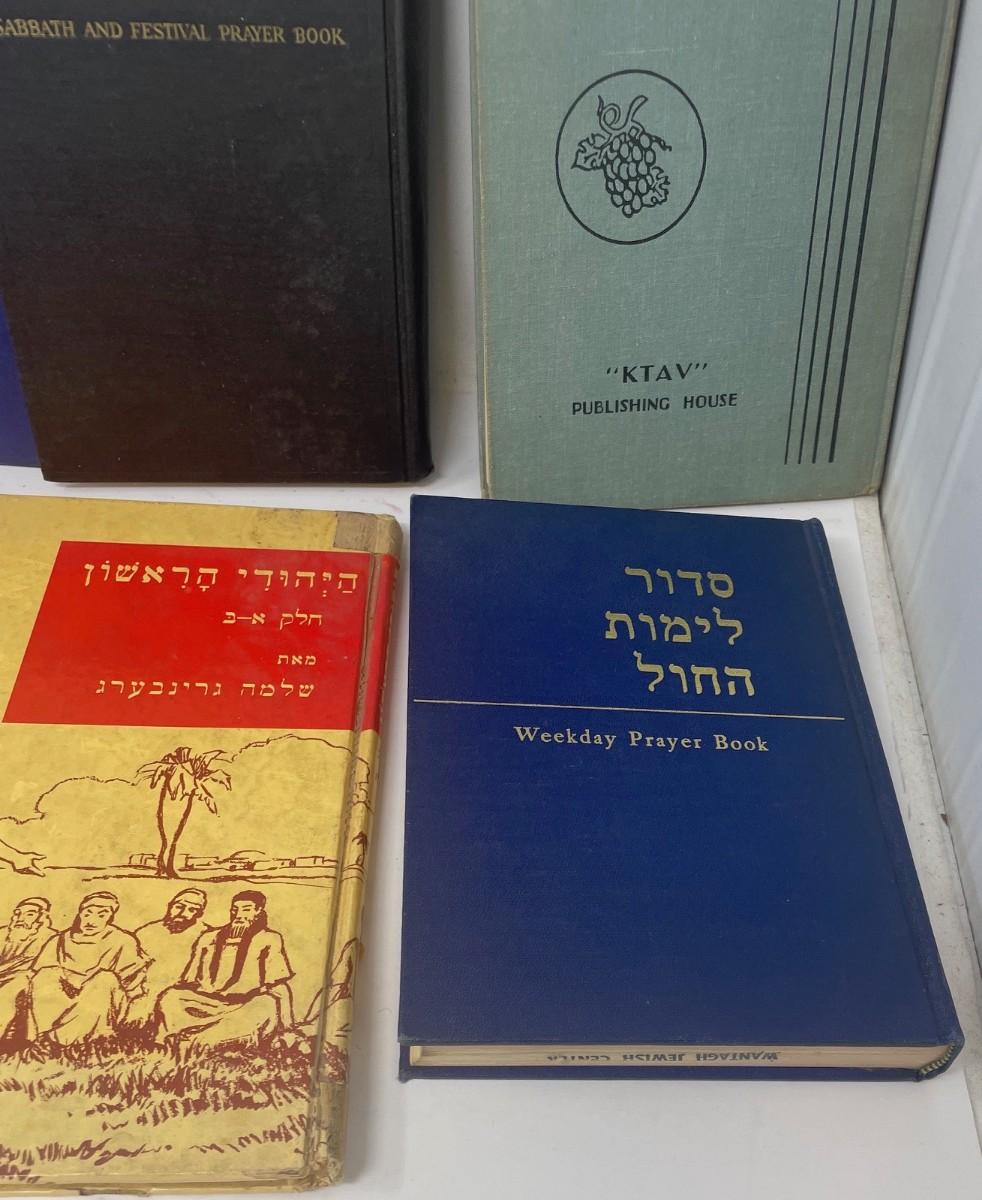 SABBATH AND FESTIVAL PRAYER BOOK
"KTAV"
PUBLISHING HOUSE
הַיְהוּדִי הָרִאשׁוֹן
חלק א–ב
מאת
שלמה גרינבערג
סדור
לימות
החול
Weekday Prayer Book
WANTAGH JEWISH CENTER